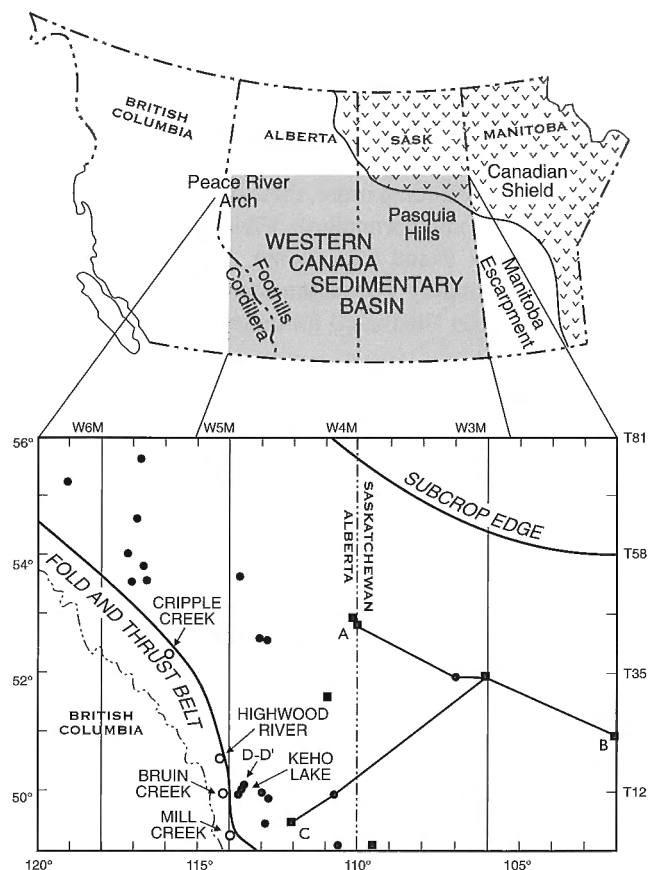 BRITISH
COLUMBIA
ALBERTA
SASK
MANITOBA
Canadian
Shield
Peace River
Arch
Pasquia
Hills
WESTERN
CANADA
SEDIMENTARY
BASIN
Foothills
Cordillera
Manitoba
Escarpment
W6M W5M W4M W3M
56° T81
SUBCROP EDGE
SASKATCHEWAN
ALBERTA
54° T58
FOLD AND THRUST BELT
CRIPPLE
CREEK
A
52° T35
BRITISH
COLUMBIA
HIGHWOOD
RIVER
D-D'
KEHO
LAKE
B
BRUIN
CREEK
50° T12
MILL
CREEK
C
120° 115° 110° 105°